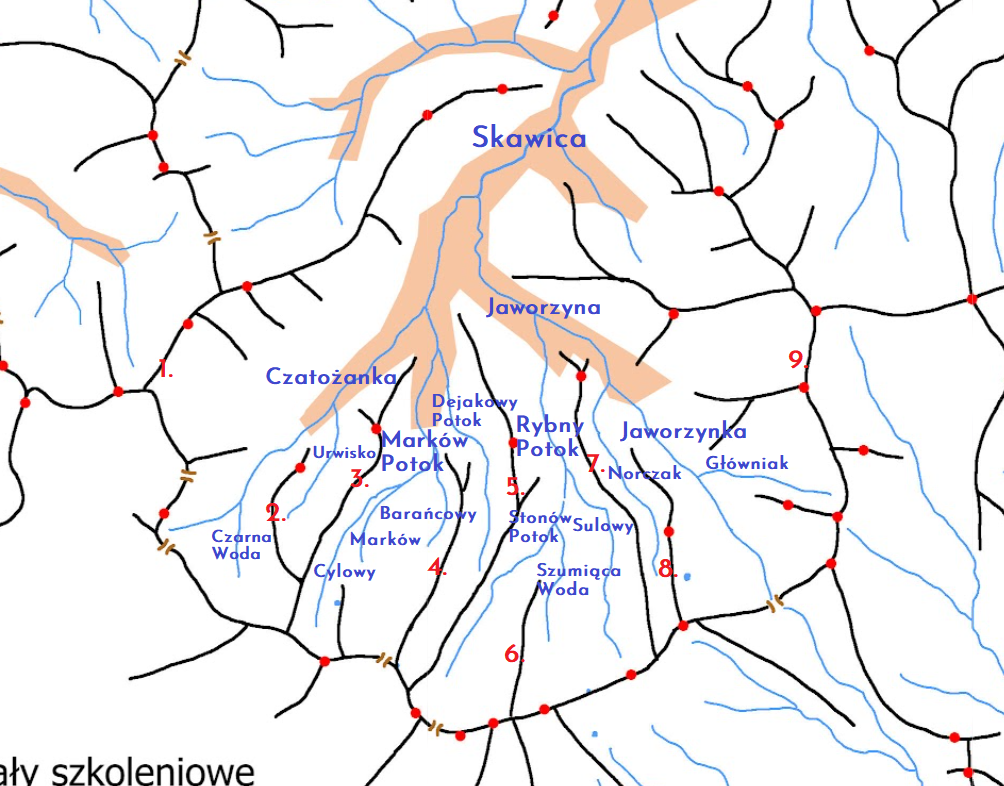 Skawica
Jaworzyna
9.
1.
Czatożanka
Dejakowy
Potok
Rybny
Potok
Jaworzynka
Marków
Potok
Urwisko
7.
Główniak
Norczak
3.
5.
2.
Barańcowy
Stonów
Potok
Sulowy
Czarna
Woda
Marków
Cylowy
4.
Szumiąca
Woda
8.
6.
ały szkoleniowe